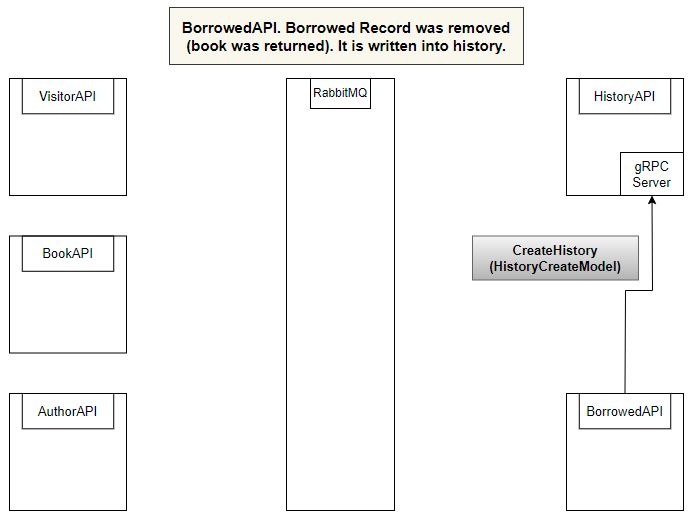 BorrowedAPI. Borrowed Record was removed
(book was returned). It is written into history.
VisitorAPI
RabbitMQ
HistoryAPI
gRPC
Server
BookAPI
CreateHistory
(HistoryCreateModel)
AuthorAPI
BorrowedAPI